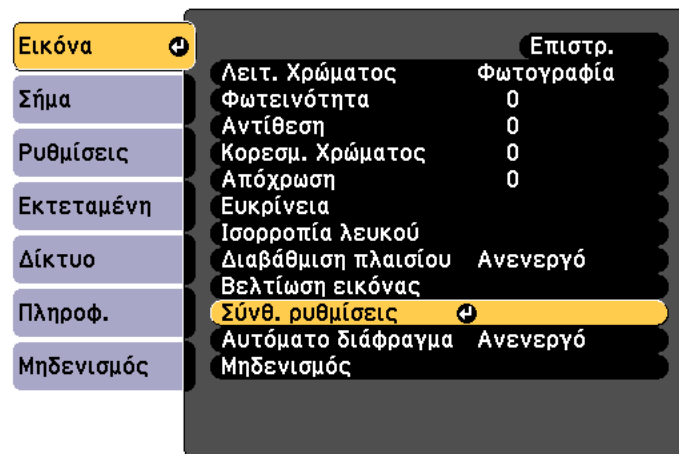 Εικόνα
Σήμα
Ρυθμίσεις
Εκτεταμένη
Δίκτυο
Πληροφ.
Μηδενισμός
Επιστρ.
Λειτ. Χρώματος Φωτογραφία
Φωτεινότητα 0
Αντίθεση 0
Κορεσμ. Χρώματος 0
Απόχρωση 0
Ευκρίνεια
Ισορροπία λευκού
Διαβάθμιση πλαισίου Ανενεργό
Βελτίωση εικόνας
Σύνθ. ρυθμίσεις
Αυτόματο διάφραγμα Ανενεργό
Μηδενισμός